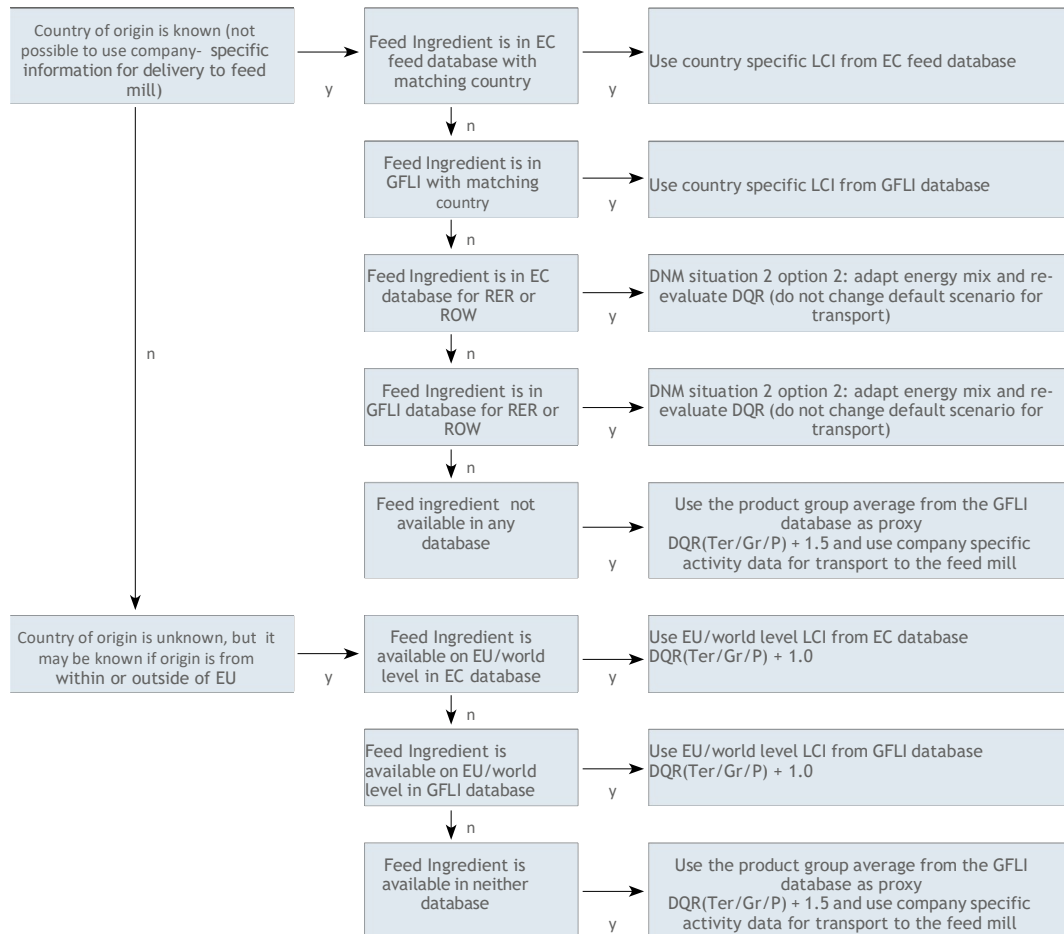 Country of origin is known (not
possible to use company- specific
information for delivery to feed
mill)
y
Feed Ingredient is in EC
feed database with
matching country
y
Use country specific LCI from EC feed database
n
Feed Ingredient is in
GFLI with matching
country
y
Use country specific LCI from GFLI database
n
Feed Ingredient is in EC
database for RER or
ROW
y
DNM situation 2 option 2: adapt energy mix and re-
evaluate DQR (do not change default scenario for
transport)
n
n
Feed Ingredient is in
GFLI database for RER or
ROW
y
DNM situation 2 option 2: adapt energy mix and re-
evaluate DQR (do not change default scenario for
transport)
n
Feed ingredient not
available in any
database
y
Use the product group average from the GFLI
database as proxy
DQR(Ter/Gr/P) + 1.5 and use company specific
activity data for transport to the feed mill
Country of origin is unknown, but it
may be known if origin is from
within or outside of EU
y
Feed Ingredient is
available on EU/world
level in EC database
y
Use EU/world level LCI from EC database
DQR(Ter/Gr/P) + 1.0
n
Feed Ingredient is
available on EU/world
level in GFLI database
y
Use EU/world level LCI from GFLI database
DQR(Ter/Gr/P) + 1.0
n
Feed Ingredient is
available in neither
database
y
Use the product group average from the GFLI
database as proxy
DQR(Ter/Gr/P) + 1.5 and use company specific
activity data for transport to the feed mill